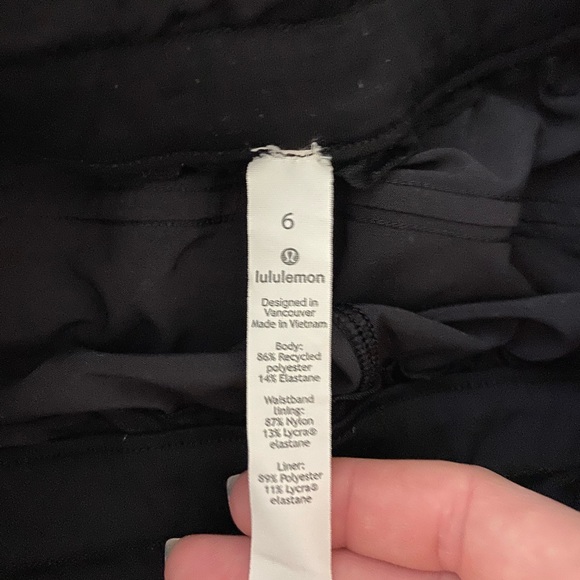 6
lululemon
Designed in
Vancouver
Made in Vietnam
Body:
86% Recycled
polyester
14% Elastane
Waistband
lining:
87% Nylon
13% Lycra®
elastane
Liner:
89% Polyester
11% Lycra®
elastane